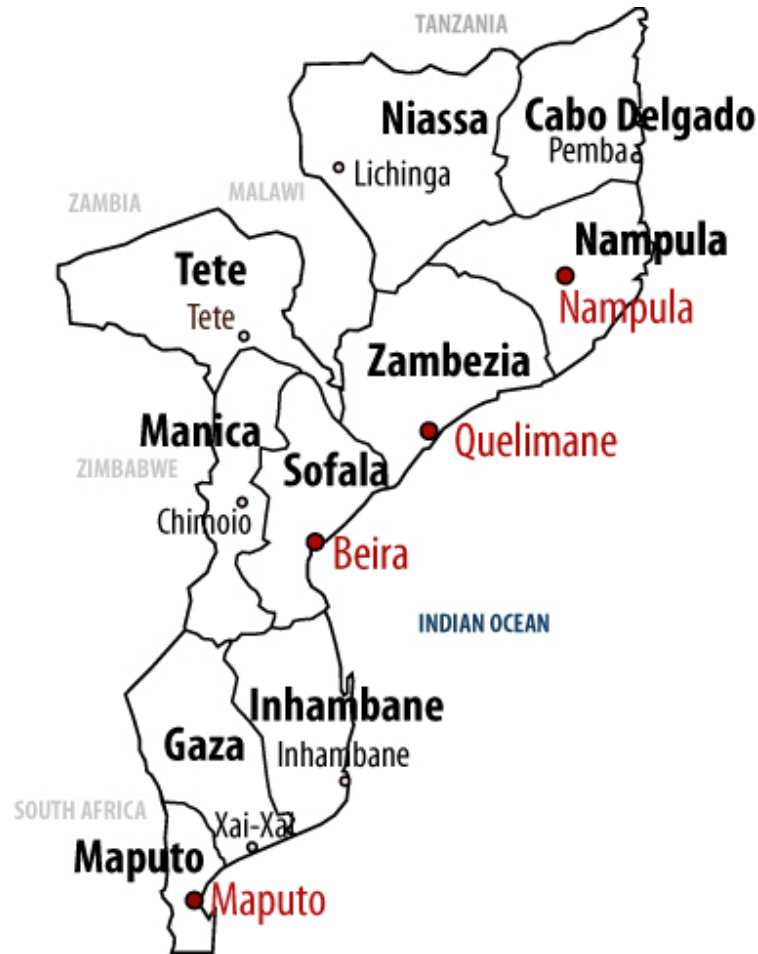 TANZANIA
Niassa
Cabo Delgado
Pemba
Lichinga
MALAWI
ZAMBIA
Nampula
Tete
Nampula
Tete
Zambezia
Manica
Quelimane
ZIMBABWE
Sofala
Chimoio
Beira
INDIAN OCEAN
Inhambane
Gaza
Inhambane
SOUTH AFRICA
Xai-Xai
Maputo
Maputo